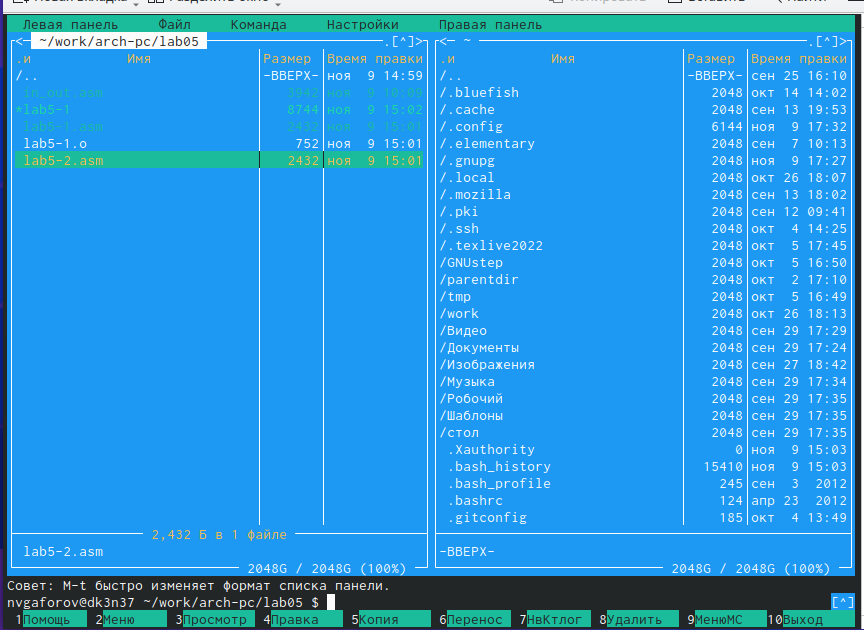 Левая панель Файл Команда Настройки Правая панель
<─ ~/work/arch-pc/lab05 .[^]> <─ ~ .[^]>
.и Имя Размер Время правки .и Имя Размер Время правки
/.. -ВВЕРХ- ноя 9 14:59 /.. -ВВЕРХ- сен 25 16:10
in_out.asm 3942 ноя 9 10:09 /.bluefish 2048 окт 14 14:02
*lab5-1 8744 ноя 9 15:02 /.cache 2048 сен 13 19:53
lab5-1.asm 2432 ноя 9 15:01 /.config 6144 ноя 9 17:32
lab5-1.o 752 ноя 9 15:01 /.elementary 2048 сен 7 10:13
lab5-2.asm 2432 ноя 9 15:01 /.gnupg 2048 ноя 9 17:27
/.local 2048 окт 26 18:07
/.mozilla 2048 сен 13 18:02
/.pki 2048 сен 12 09:41
/.ssh 2048 окт 4 14:25
/.texlive2022 2048 окт 5 17:45
/GNUstep 2048 окт 5 16:50
/parentdir 2048 окт 2 17:10
/tmp 2048 окт 5 16:49
/work 2048 окт 26 18:13
/Видео 2048 сен 29 17:29
/Документы 2048 сен 29 17:24
/Изображения 2048 сен 27 18:42
/Музыка 2048 сен 29 17:34
/Рабочий 2048 сен 29 17:35
/Шаблоны 2048 сен 29 17:35
/стол 2048 сен 29 17:35
.Xauthority 0 ноя 9 15:03
.bash_history 15410 ноя 9 15:03
.bash_profile 245 сен 3 2012
.bashrc 124 апр 23 2012
.gitconfig 185 окт 4 13:49
2,432 Б в 1 файле
lab5-2.asm -ВВЕРХ-
2048G / 2048G (100%) 2048G / 2048G (100%)
Совет: M-t быстро изменяет формат списка панели.
nvgaforov@dk3n37 ~/work/arch-pc/lab05 $ [^]
1Помощь 2Меню 3Просмотр 4Правка 5Копия 6Перенос 7НвКтлог 8Удалить 9МенюMC 10Выход